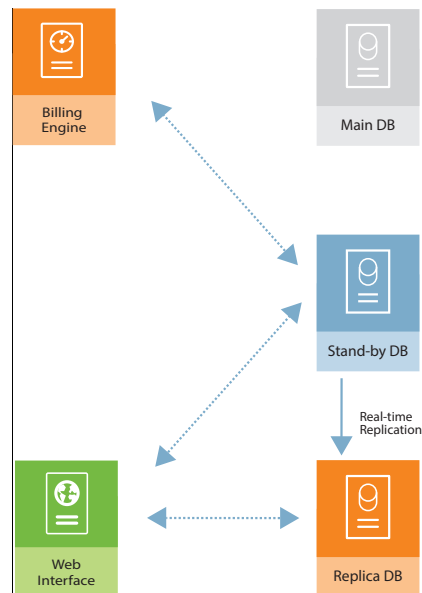 Billing
Engine
Main DB
Stand-by DB
Real-time
Replication
Web
Interface
Replica DB